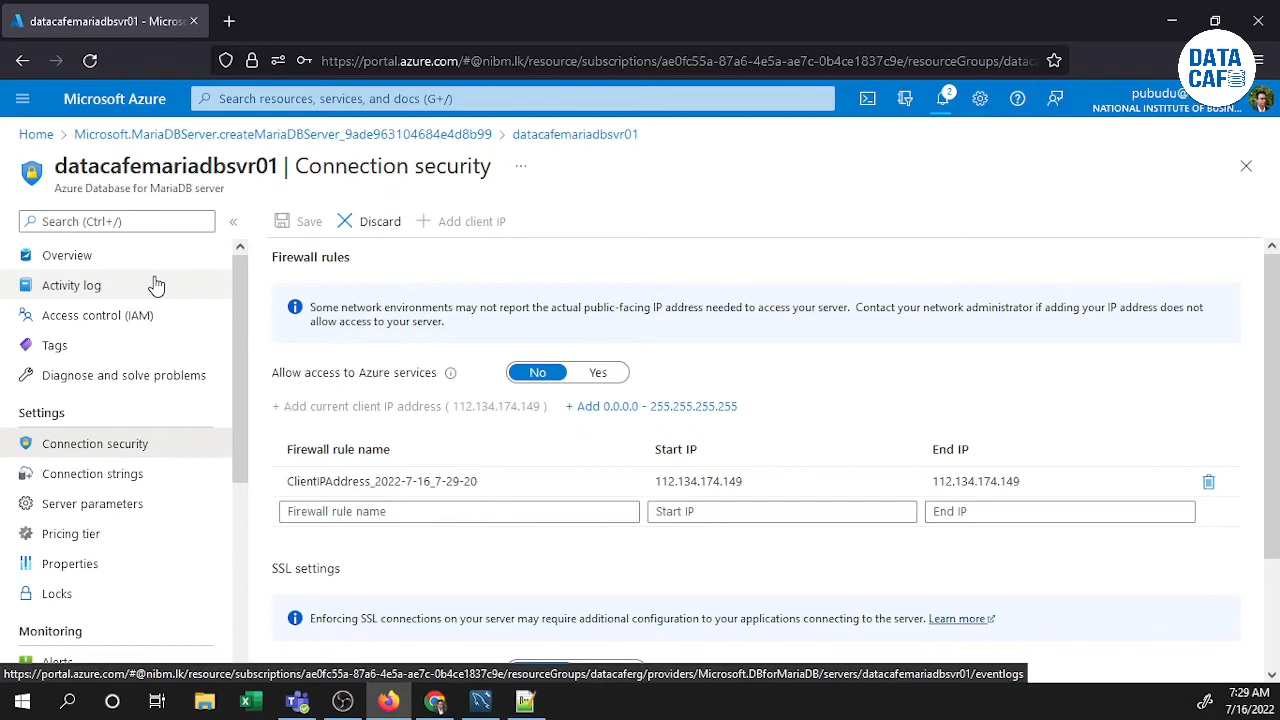 datacafemariadbsvr01 - Micros
https://portal.azure.com/#@nibm.lk/resource/subscriptions/ae0fc55a-87a6-4e5a-ae7c-0b4ce1837c9e/resourceGroups/datac
DATA
CAFE
Microsoft Azure
Search resources, services, and docs (G+/)
2
pubudu@
NATIONAL INSTITUTE OF BUSIN...
Home > Microsoft.MariaDBServer.createMariaDBServer_9ade963104684e4d8b99 > datacafemariadbsvr01
datacafemariadbsvr01 | Connection security ...
Azure Database for MariaDB server
Search (Ctrl+/)
Save
Discard
Add client IP
Overview
Activity log
Access control (IAM)
Tags
Diagnose and solve problems
Settings
Connection security
Connection strings
Server parameters
Pricing tier
Properties
Locks
Monitoring
Alerts
Firewall rules
Some network environments may not report the actual public-facing IP address needed to access your server. Contact your network administrator if adding your IP address does not
allow access to your server.
Allow access to Azure services
No
Yes
+ Add current client IP address ( 112.134.174.149 )
+ Add 0.0.0.0 - 255.255.255.255
Firewall rule name
Start IP
End IP
ClientIPAddress_2022-7-16_7-29-20
112.134.174.149
112.134.174.149
Firewall rule name
Start IP
End IP
SSL settings
Enforcing SSL connections on your server may require additional configuration to your applications connecting to the server. Learn more
https://portal.azure.com/#@nibm.lk/resource/subscriptions/ae0fc55a-87a6-4e5a-ae7c-0b4ce1837c9e/resourceGroups/datacaferg/providers/Microsoft.DBforMariaDB/servers/datacafemariadbsvr01/eventlogs
7:29 AM
7/16/2022